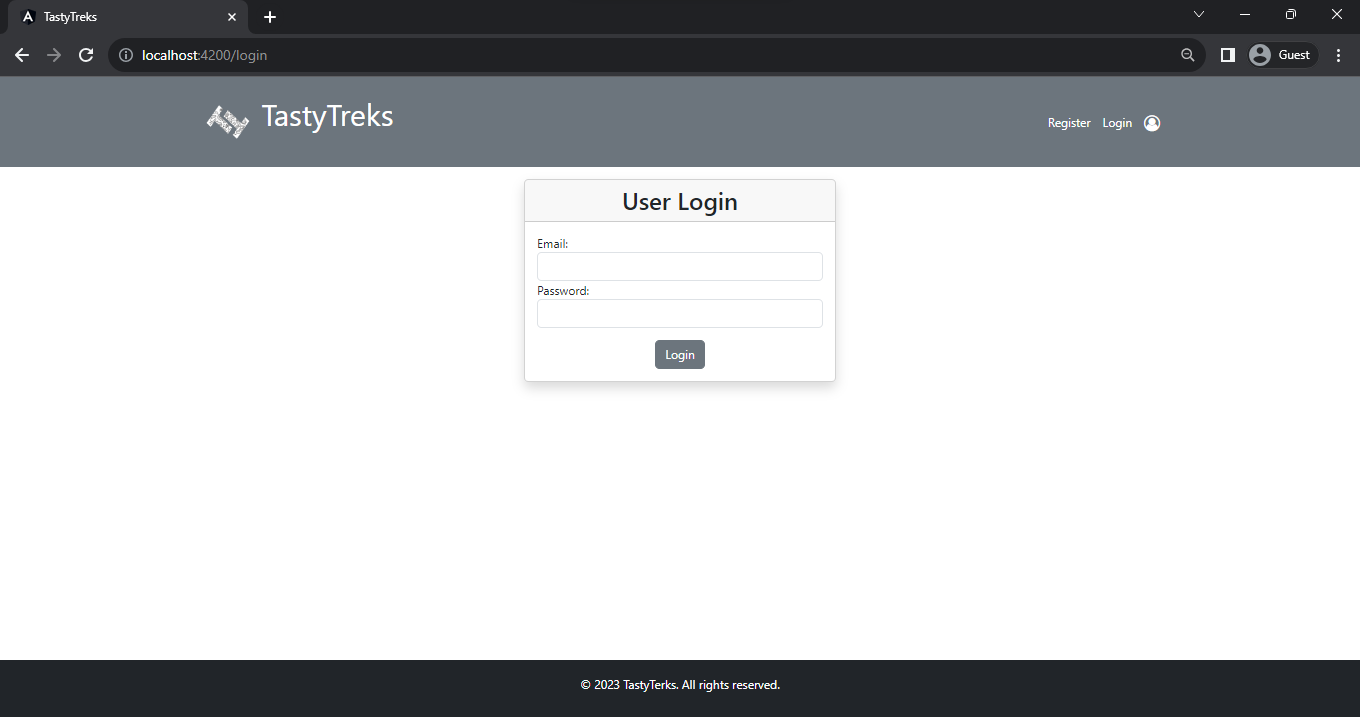 TastyTreks
localhost:4200/login
Guest
TastyTreks
Register Login
User Login
Email:
Password:
Login
© 2023 TastyTerks. All rights reserved.